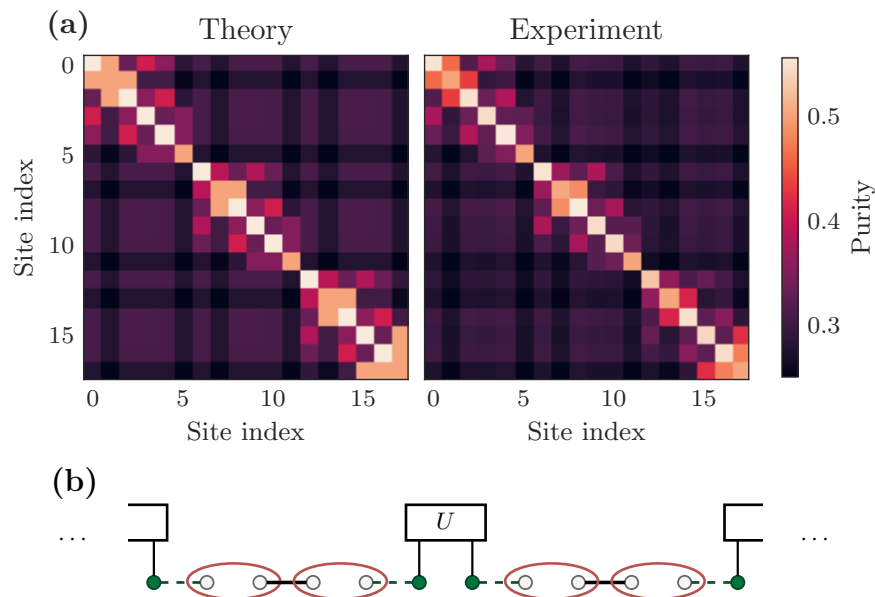 (a)
Theory
Experiment
Site index
0
5
10
15
0
5
10
15
Site index
0
5
10
15
Site index
0.5
0.4
0.3
Purity
(b)
U
...
...